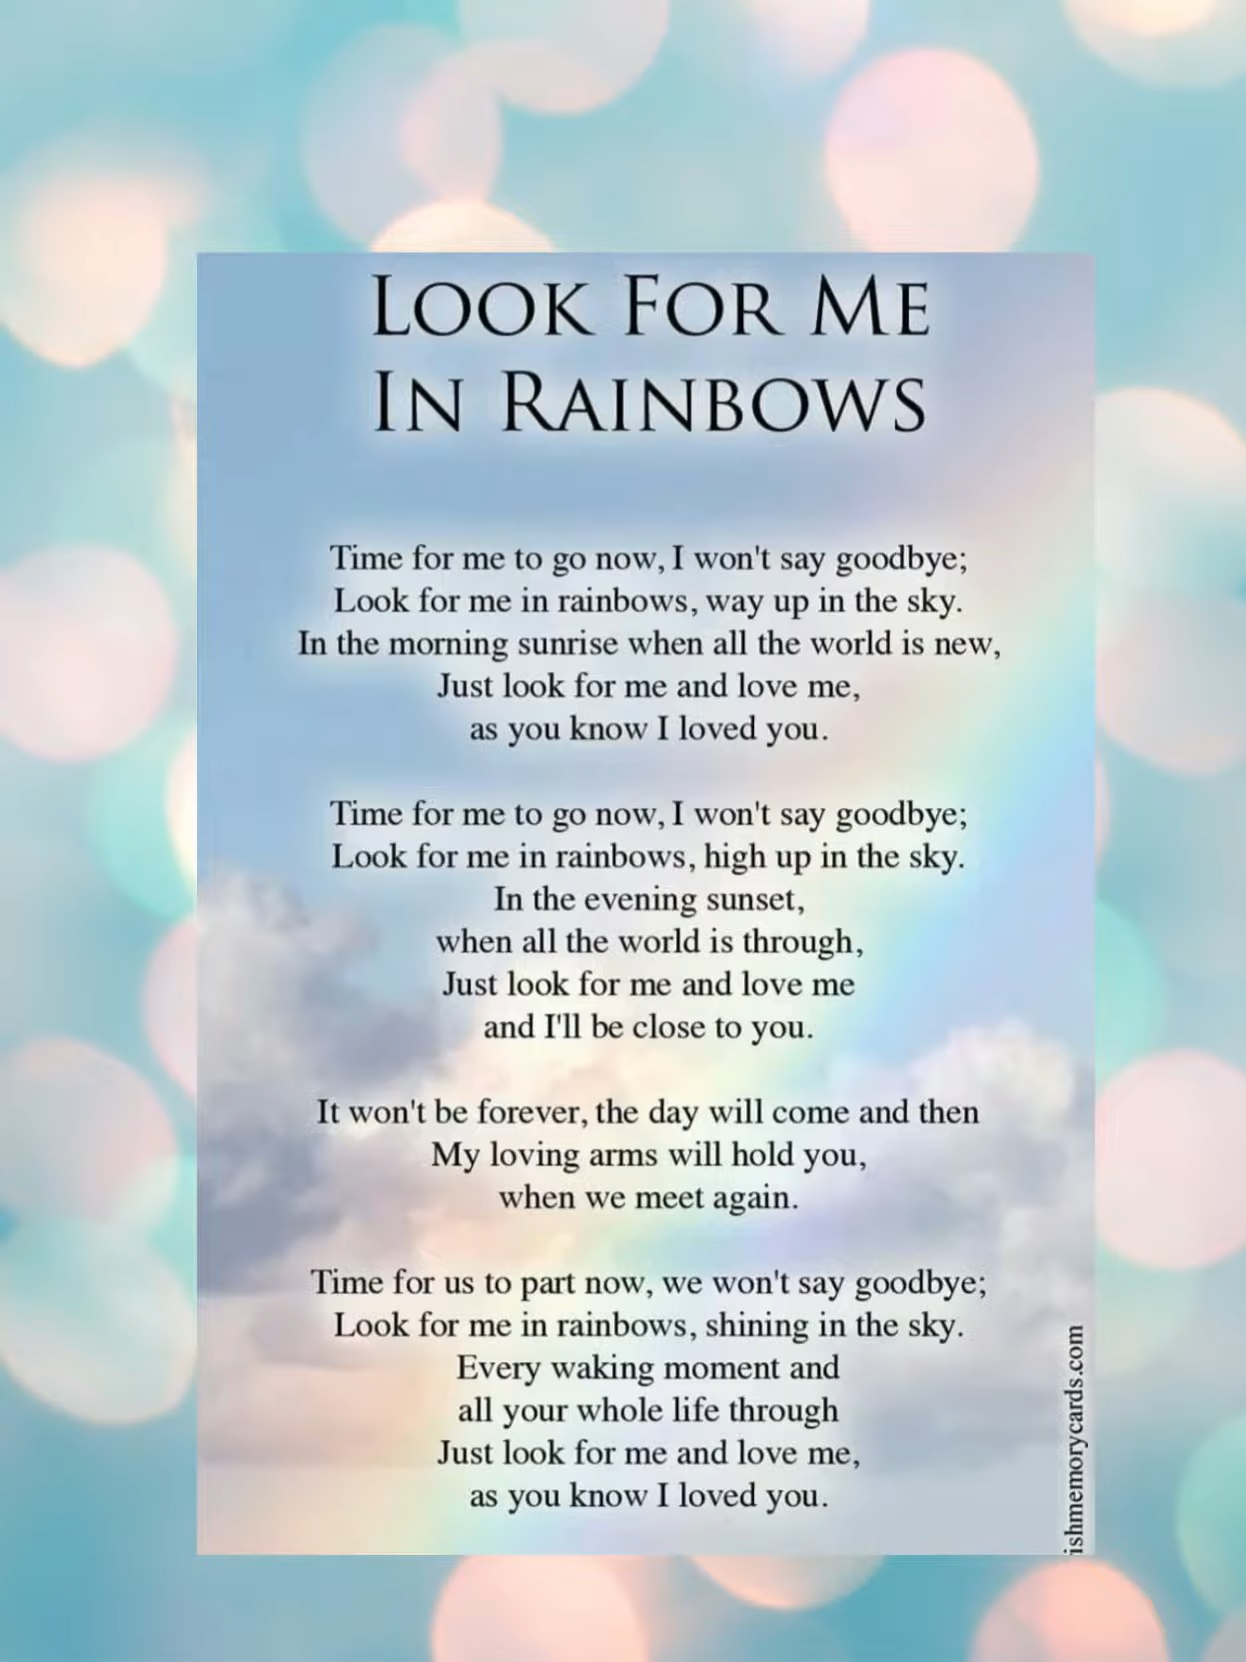 LOOK FOR ME
IN RAINBOWS
Time for me to go now, I won't say goodbye;
Look for me in rainbows, way up in the sky.
In the morning sunrise when all the world is new,
Just look for me and love me,
as you know I loved you.
Time for me to go now, I won't say goodbye;
Look for me in rainbows, high up in the sky.
In the evening sunset,
when all the world is through,
Just look for me and love me
and I'll be close to you.
It won't be forever, the day will come and then
My loving arms will hold you,
when we meet again.
Time for us to part now, we won't say goodbye;
Look for me in rainbows, shining in the sky.
Every waking moment and
all your whole life through
Just look for me and love me,
as you know I loved you.
ishmemorycards.com